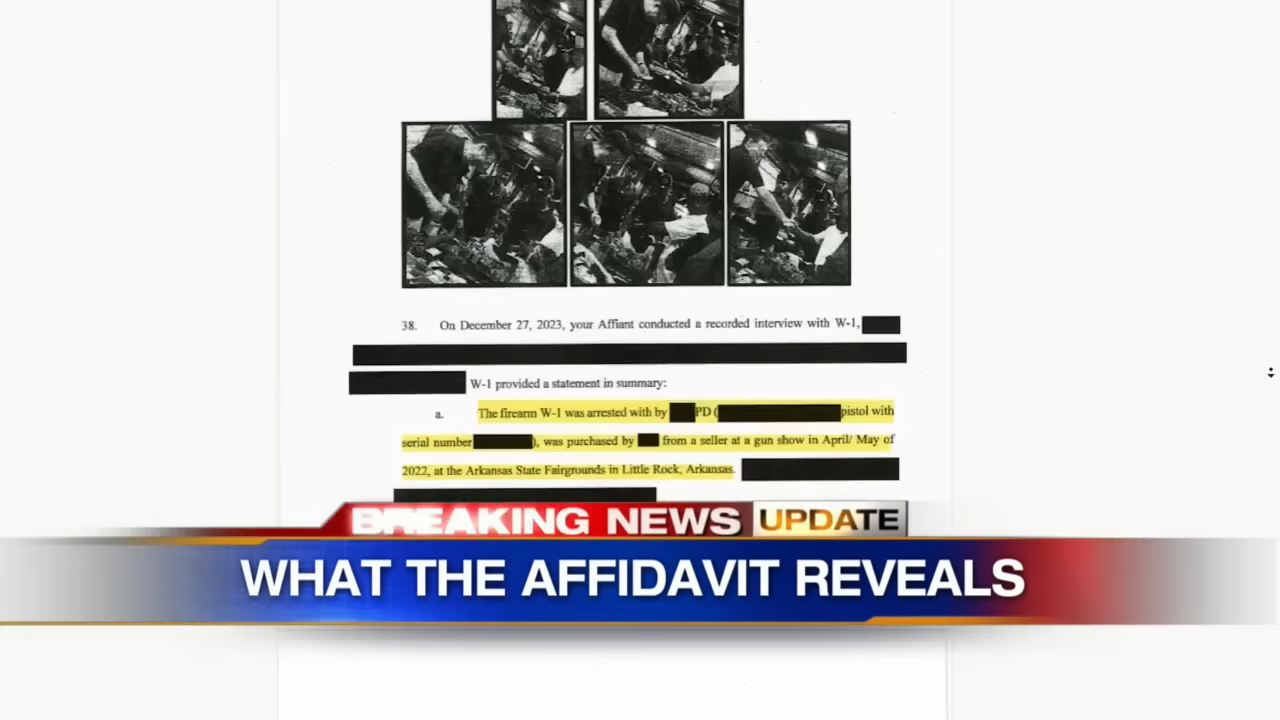 38. On December 27, 2023, your Affiant conducted a recorded interview with W-1,
W-1 provided a statement in summary:
a. The firearm W-1 was arrested with by PD ( pistol with
serial number ), was purchased by from a seller at a gun show in April/ May of
2022, at the Arkansas State Fairgrounds in Little Rock, Arkansas.
BREAKING NEWS UPDATE
WHAT THE AFFIDAVIT REVEALS